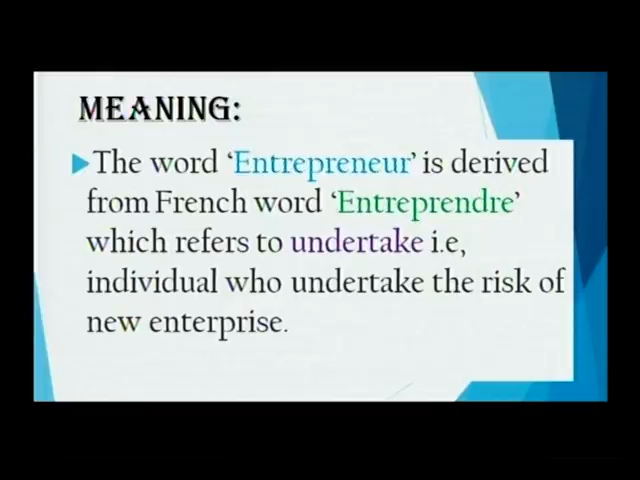 MEANING:
The word ‘Entrepreneur’ is derived
from French word ‘Entreprendre’
which refers to undertake i.e,
individual who undertake the risk of
new enterprise.